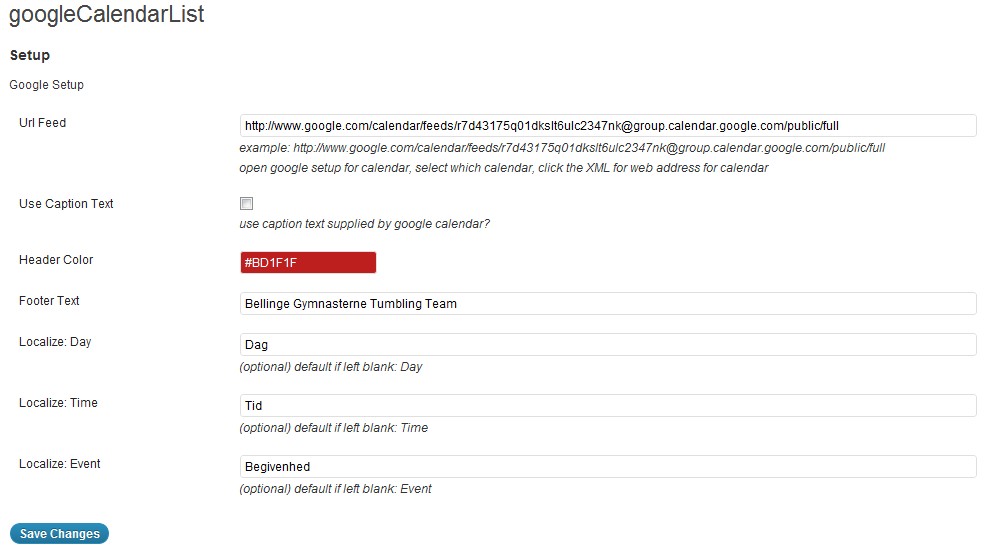 googleCalendarList
Setup
Google Setup
Url Feed
http://www.google.com/calendar/feeds/r7d43175q01dkslt6ulc2347nk@group.calendar.google.com/public/full
example: http://www.google.com/calendar/feeds/r7d43175q01dkslt6ulc2347nk@group.calendar.google.com/public/full
open google setup for calendar, select which calendar, click the XML for web address for calendar
Use Caption Text
use caption text supplied by google calendar?
Header Color
#BD1F1F
Footer Text
Bellinge Gymnasterne Tumbling Team
Localize: Day
Dag
(optional) default if left blank: Day
Localize: Time
Tid
(optional) default if left blank: Time
Localize: Event
Begivenhed
(optional) default if left blank: Event
Save Changes